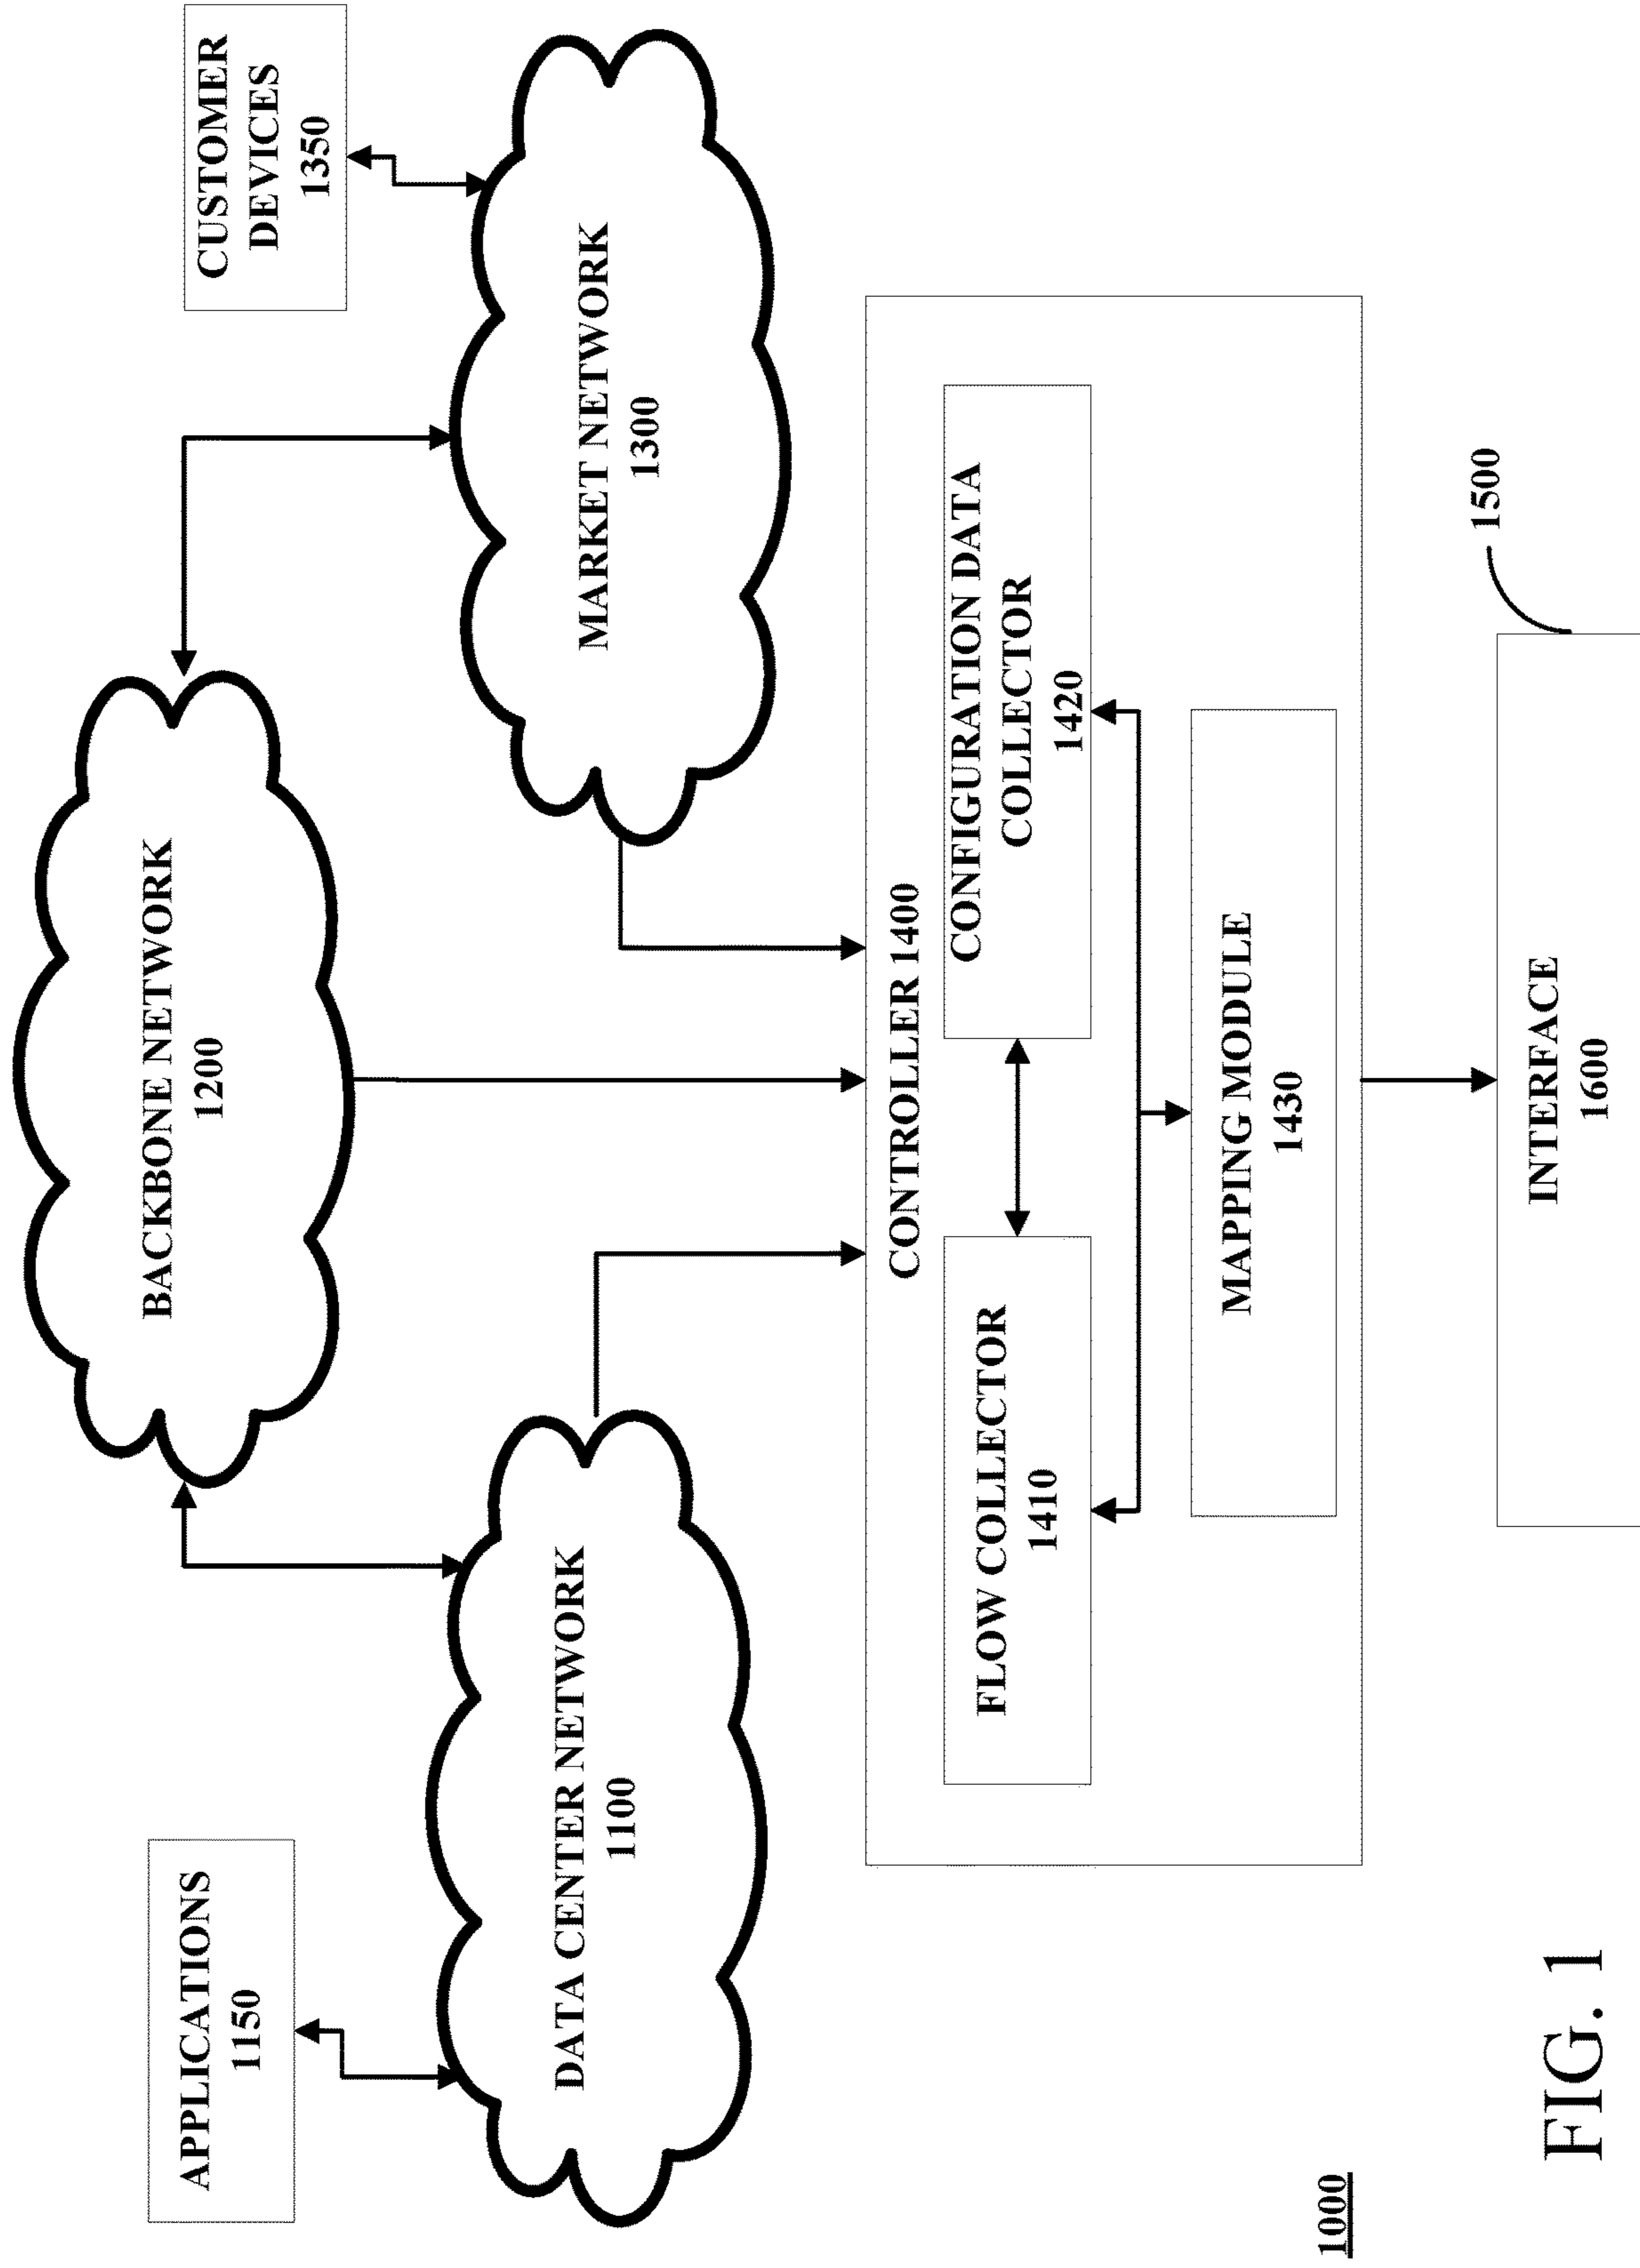 BACKBONE NETWORK
1200
APPLICATIONS
1150
CUSTOMER
DEVICES
1350
DATA CENTER NETWORK
1100
MARKET NETWORK
1300
CONTROLLER 1400
FLOW COLLECTOR
1410
CONFIGURATION DATA
COLLECTOR
1420
MAPPING MODULE
1430
1500
INTERFACE
1600
1000
FIG. 1